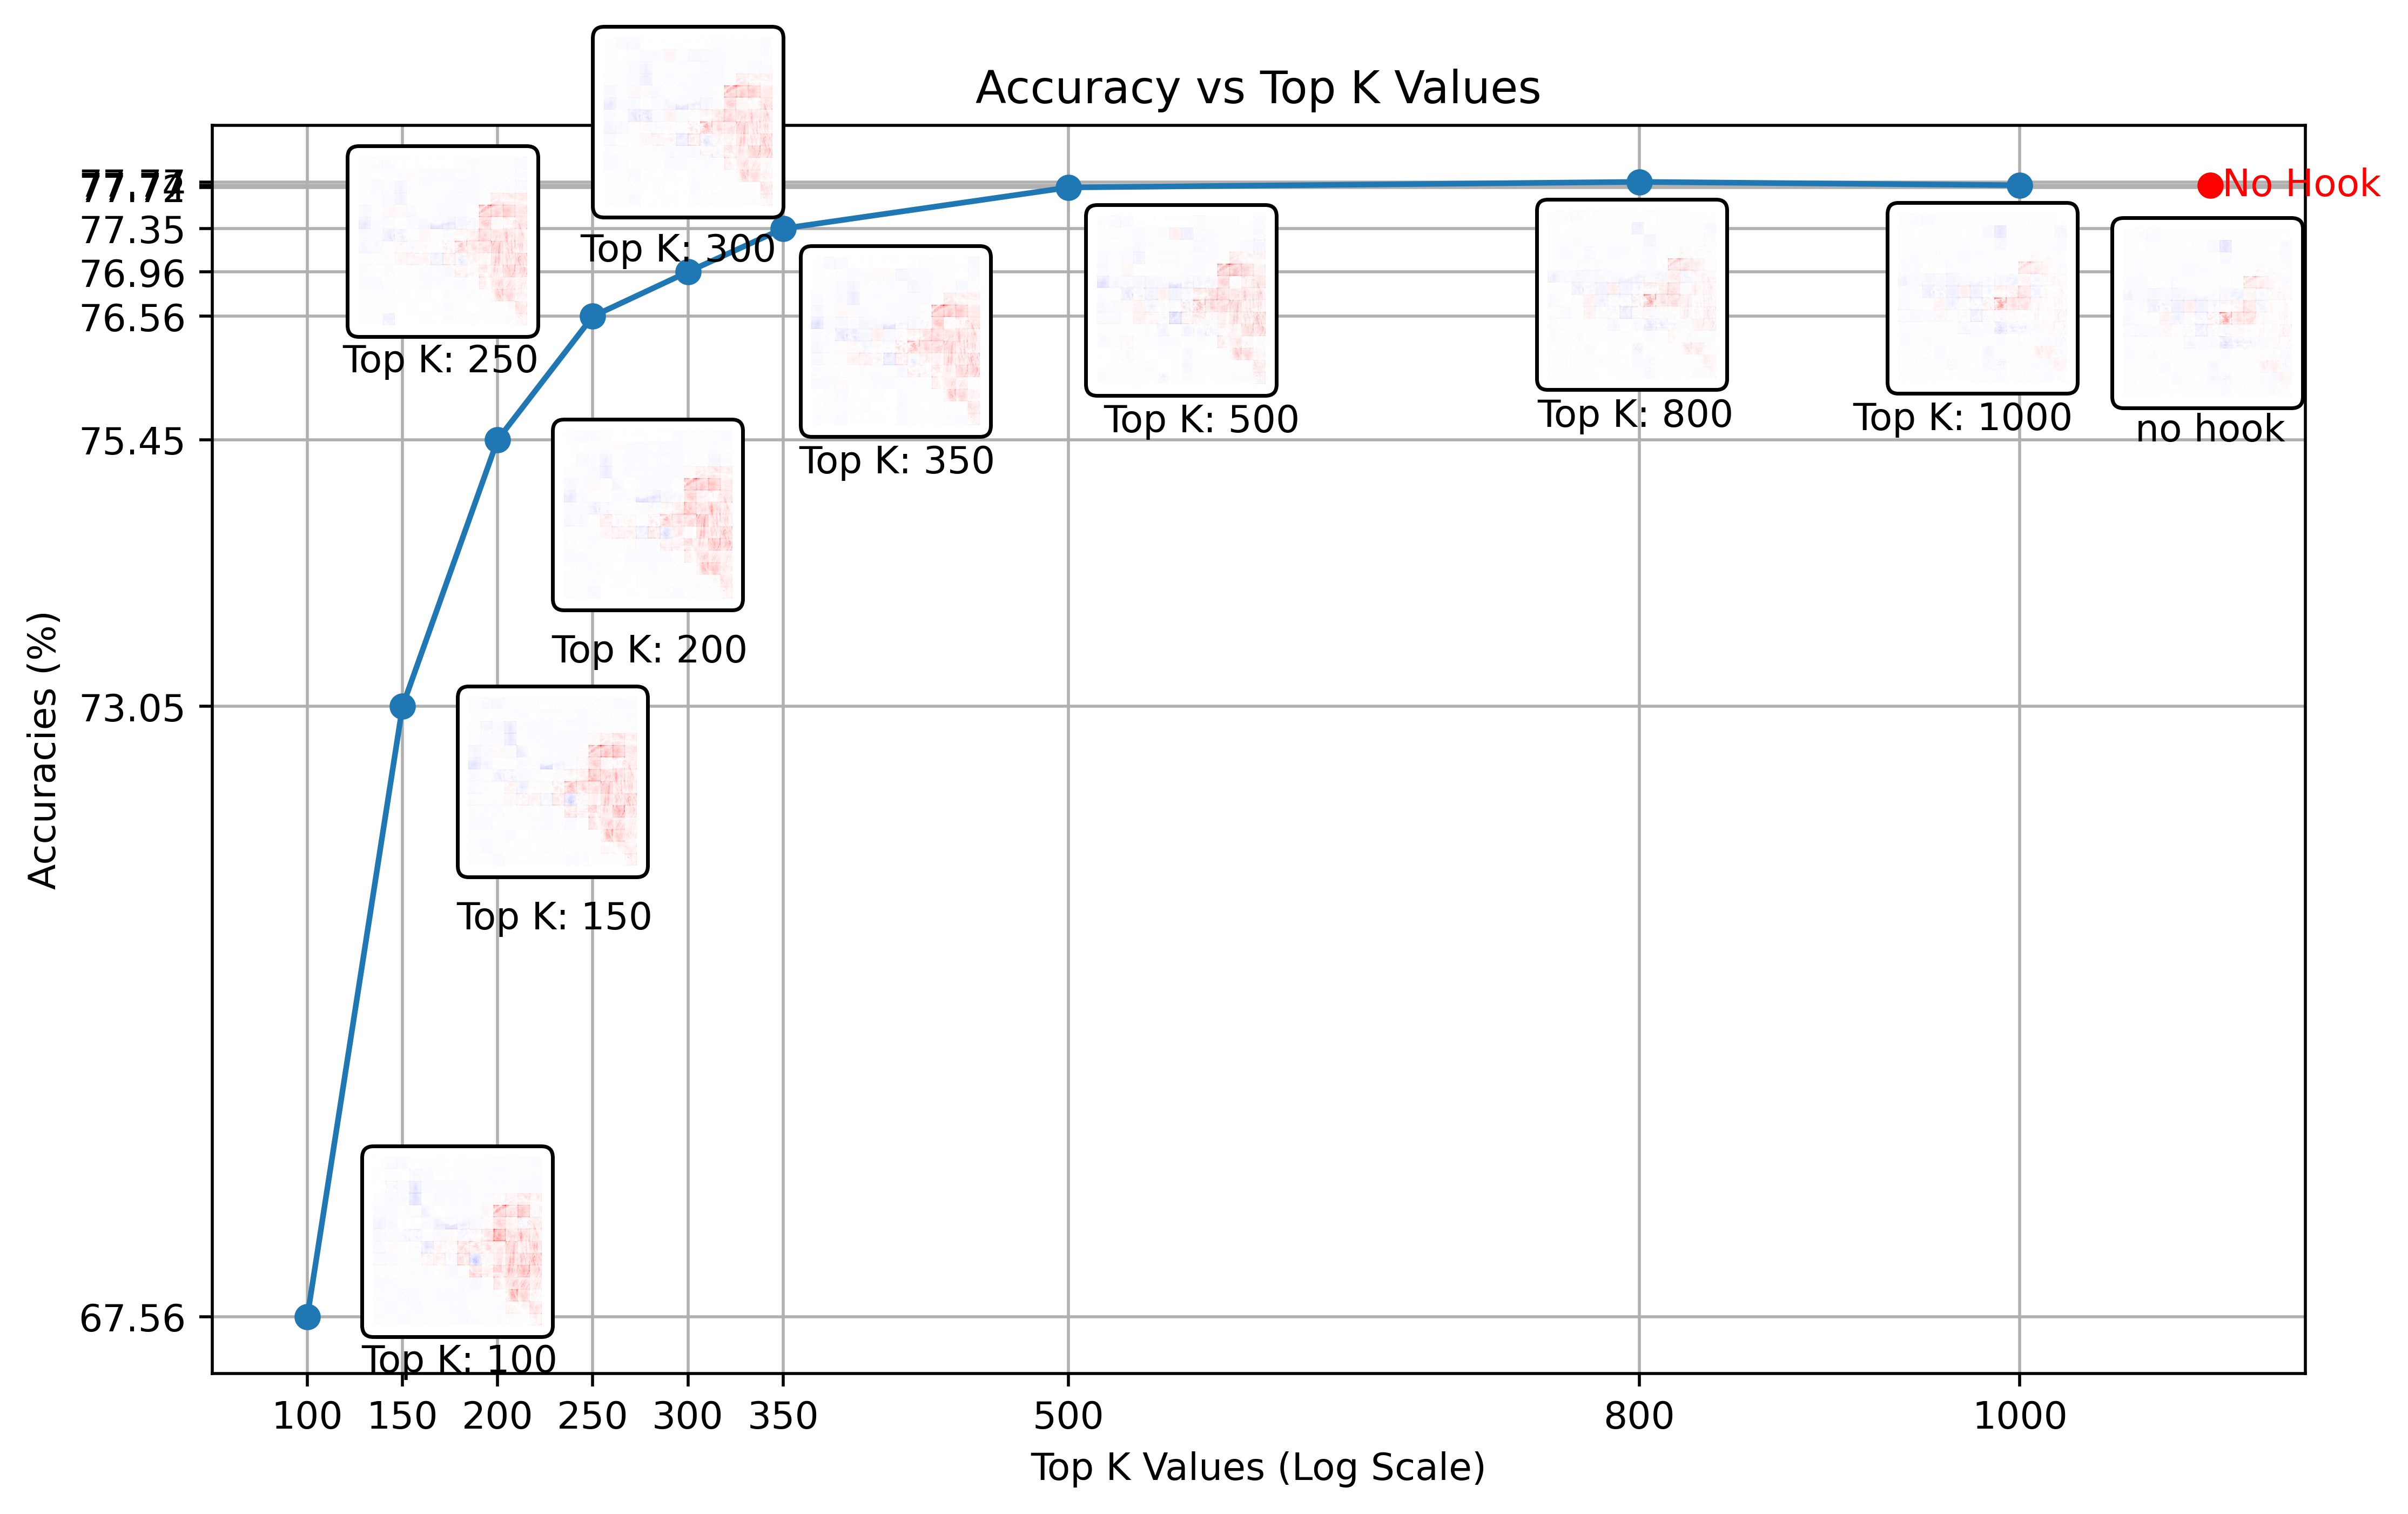 Accuracy vs Top K Values
No Hook
77.35
76.96
76.56
75.45
73.05
67.56
Accuracies (%)
Top K: 300
Top K: 250
Top K: 350
Top K: 500
Top K: 800
Top K: 1000
no hook
Top K: 200
Top K: 150
Top K: 100
100 150 200 250 300 350 500 800 1000
Top K Values (Log Scale)